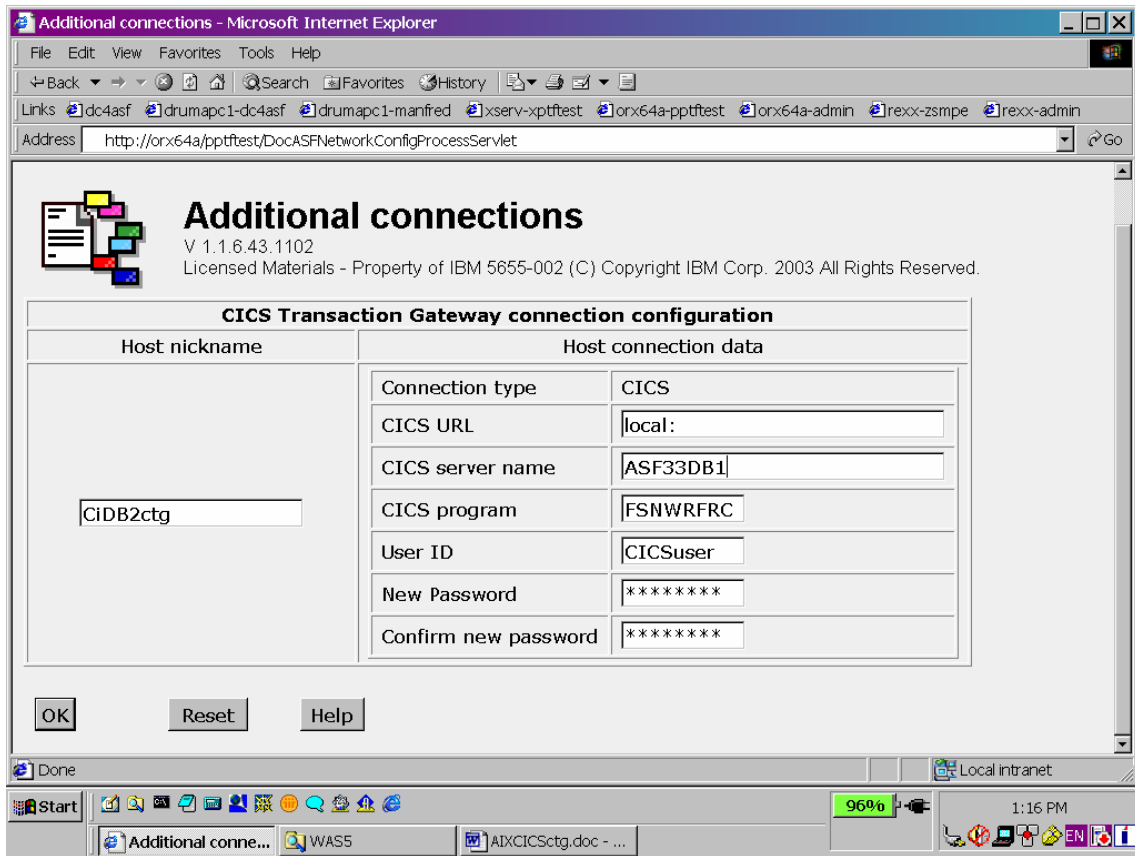 Additional connections - Microsoft Internet Explorer
File Edit View Favorites Tools Help
Back Search Favorites History
Links dc4asf drumapc1-dc4asf drumapc1-manfred xserv-xptftest orx64a-pptftest orx64a-admin rexx-zsmpe rexx-admin
Address http://orx64a/pptftest/DocASFNetworkConfigProcessServlet Go
Additional connections
V 1.1.6.43.1102
Licensed Materials - Property of IBM 5655-002 (C) Copyright IBM Corp. 2003 All Rights Reserved.
CICS Transaction Gateway connection configuration
Host nickname Host connection data
Connection type CICS
CICS URL local:
CICS server name ASF33DB1
CiDB2ctg
CICS program FSNWRFRC
User ID CICSuser
New Password ********
Confirm new password ********
OK Reset Help
Done Local intranet
Start 96% 1:16 PM
Additional conne... WAS5 AIXCICSctg.doc - ... EN